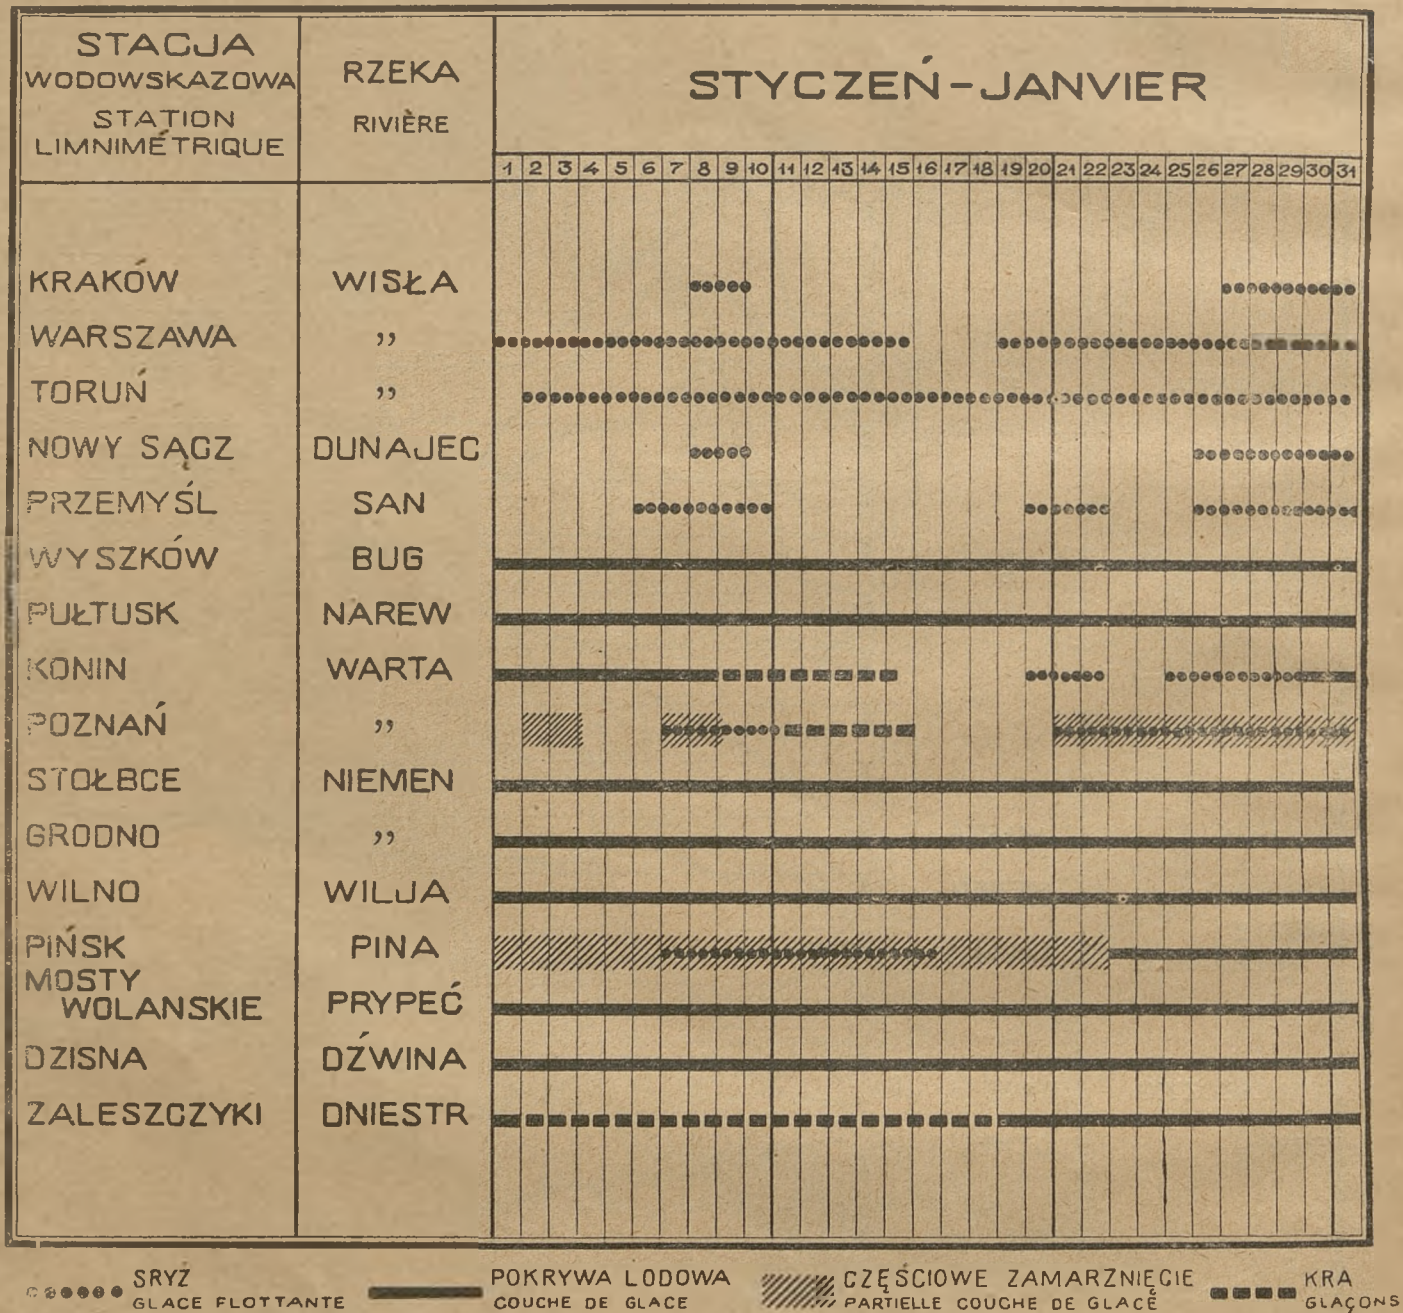 STACJA
WODOWSKAZOWA
STATION
LIMNIMÉTRIQUE
RZEKA
RIVIÈRE
STYCZEŃ-JANVIER
1 2 3 4 5 6 7 8 9 10 11 12 13 14 15 16 17 18 19 20 21 22 23 24 25 26 27 28 29 30 31
KRAKÓW WISŁA
WARSZAWA ,,
TORUŃ ,,
NOWY SĄCZ DUNAJEC
PRZEMYŚL SAN
WYSZKÓW BUG
PUŁTUSK NAREW
KONIN WARTA
POZNAŃ ,,
STOŁBCE NIEMEN
GRODNO ,,
WILNO WILJA
PIŃSK PINA
MOSTY
WOLANSKIE PRYPEĆ
DZISNA DŹWINA
ZALESZCZYKI DNIESTR
SRYZ
GLACE FLOTTANTE
POKRYWA LODOWA
COUCHE DE GLACE
CZĘŚCIOWE ZAMARZNIĘCIE
PARTIELLE COUCHE DE GLACÉ
KRA
GLAÇONS